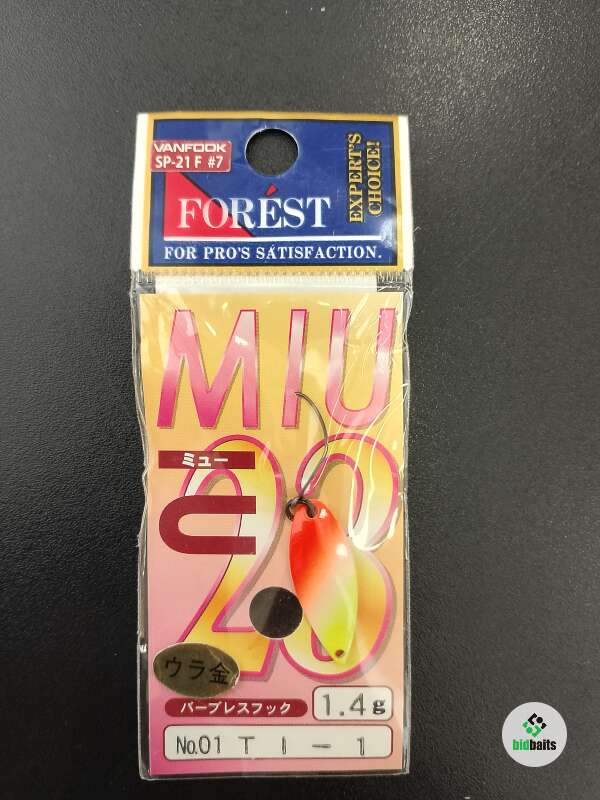 VANFOOK
SP-21 F #7
FORÉST
FOR PRO'S SATISFACTION.
EXPERT'S
CHOICE!
MIU
ミュー
28
ウラ金
バーブレスフック
1.4g
No.01 TI-1
bidbaits